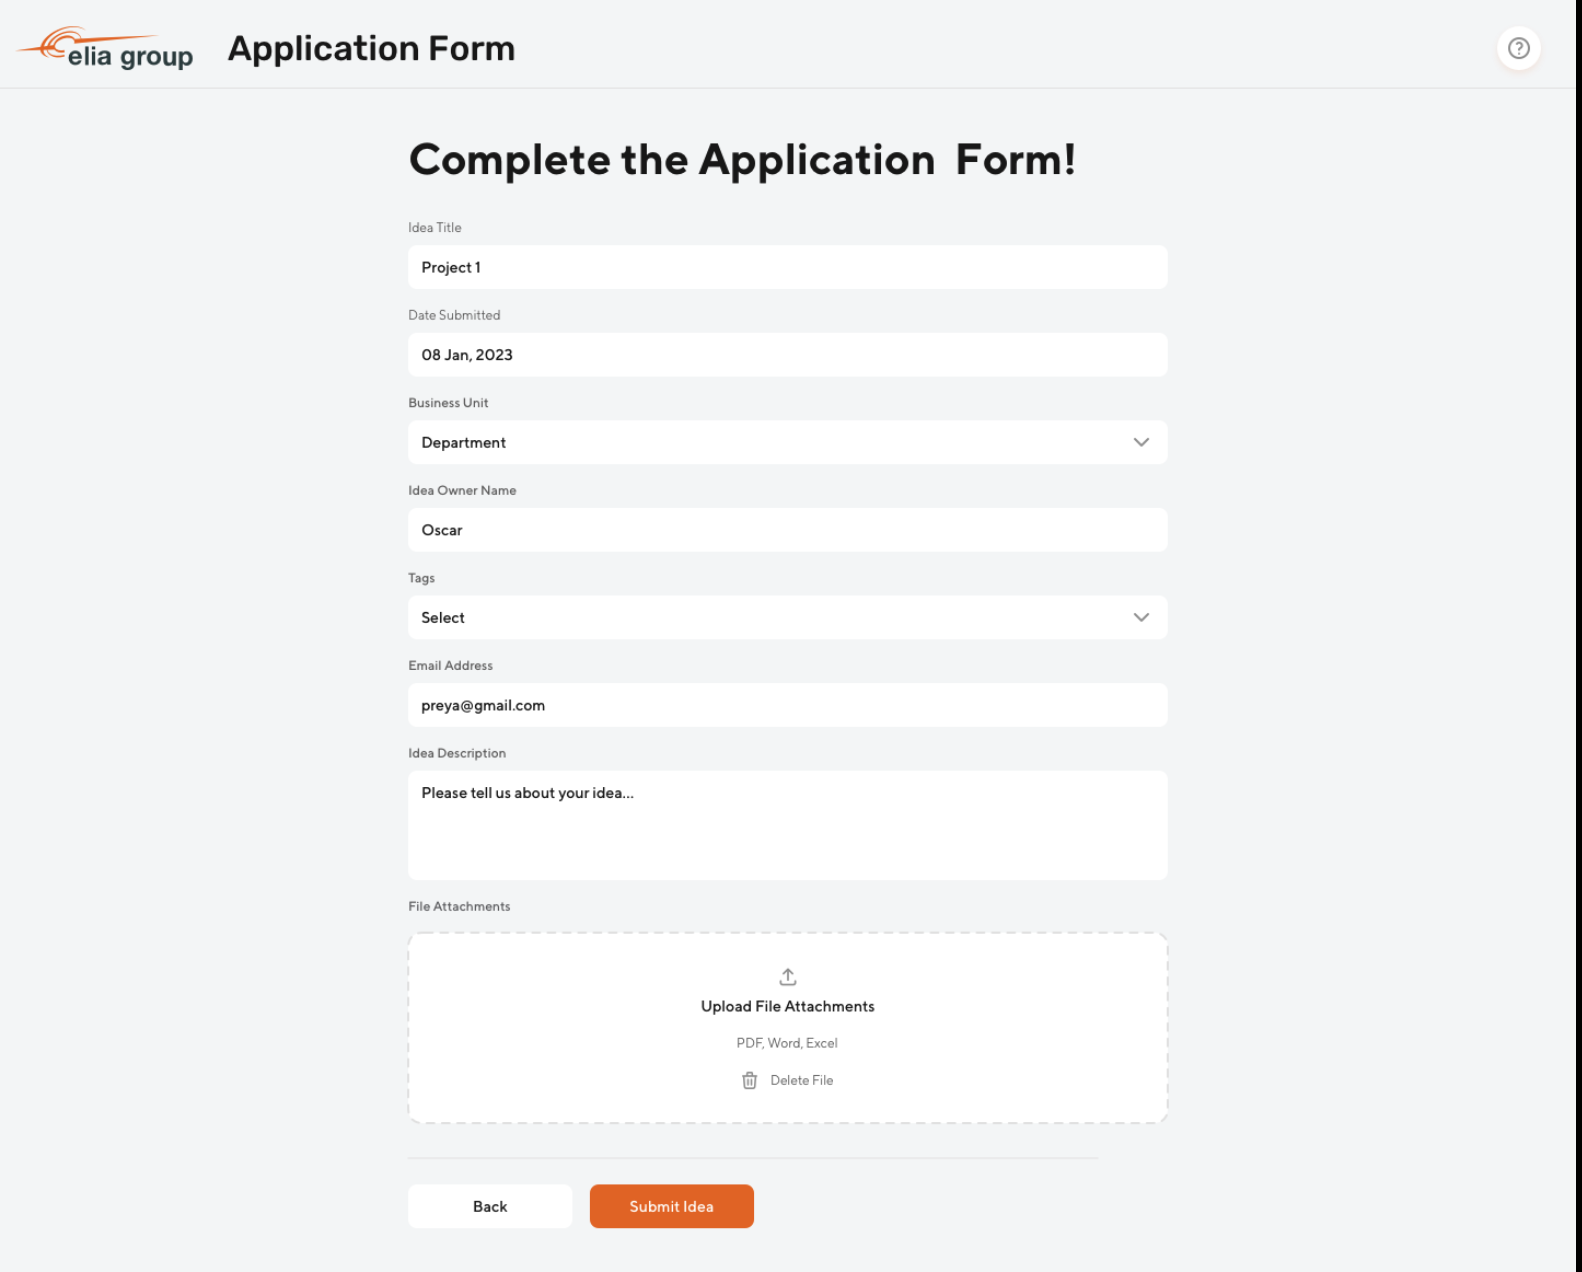 elia group
Application Form
Complete the Application Form!
Idea Title
Project 1
Date Submitted
08 Jan, 2023
Business Unit
Department
Idea Owner Name
Oscar
Tags
Select
Email Address
preya@gmail.com
Idea Description
Please tell us about your idea...
File Attachments
Upload File Attachments
PDF, Word, Excel
Delete File
Back
Submit Idea